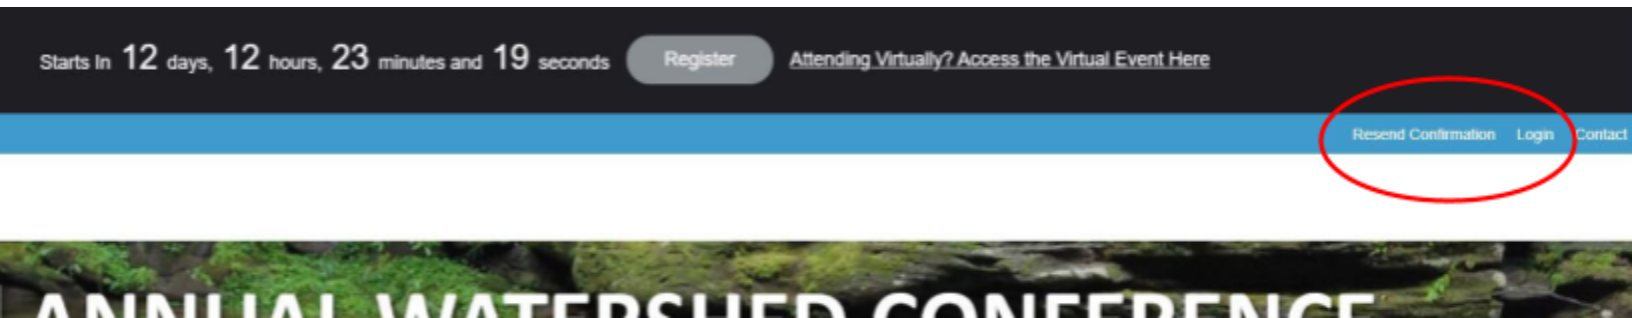 Starts In 12 days, 12 hours, 23 minutes and 19 seconds Register Attending Virtually? Access the Virtual Event Here
Resend Confirmation Login Contact
ANNUAL WATERSHED CONFERENCE